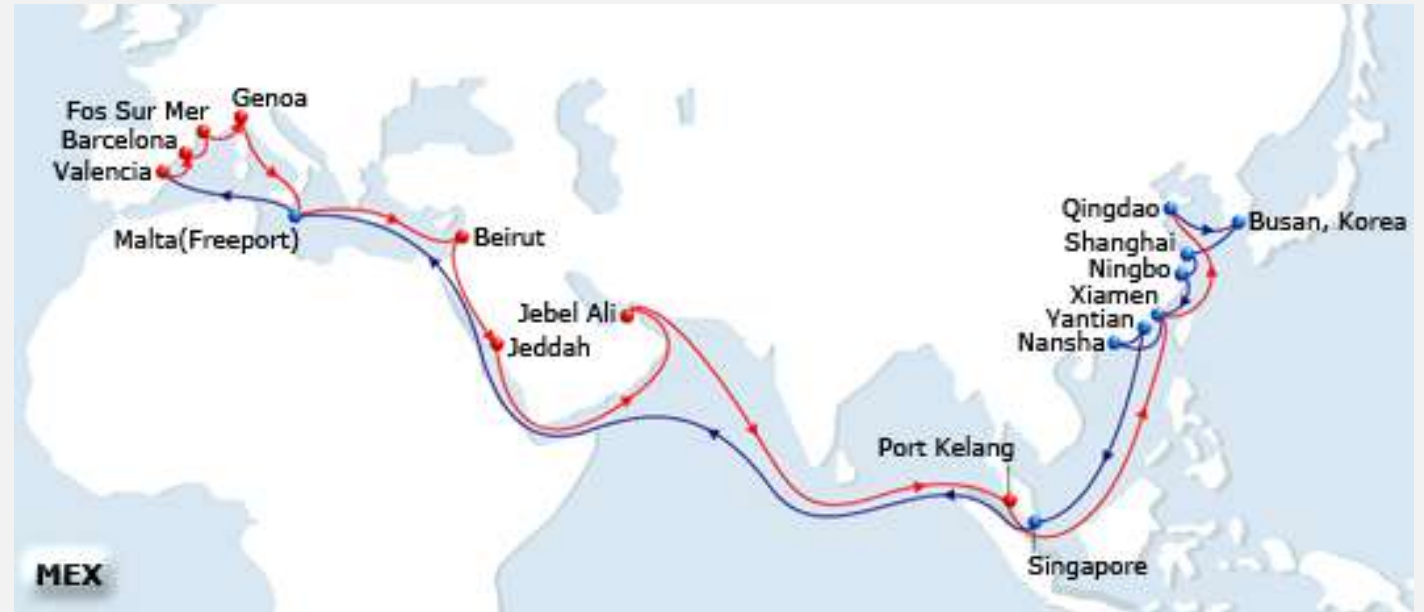 Genoa
Fos Sur Mer
Barcelona
Valencia
Malta(Freeport)
Beirut
Jebel Ali
Jeddah
Qingdao
Busan, Korea
Shanghai
Ningbo
Xiamen
Yantian
Nansha
Port Kelang
Singapore
MEX